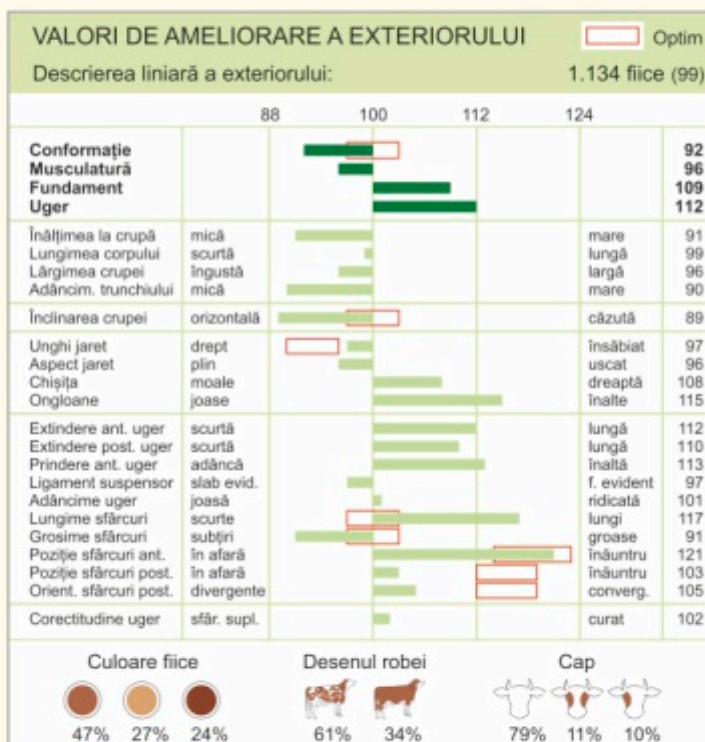 VALORI DE AMELIORARE A EXTERIORULUI Optim
Descrierea liniară a exteriorului: 1.134 fiice (99)
88 100 112 124
Conformație 92
Musculatură 96
Fundament 109
Uger 112
Înălțimea la crupă mică mare 91
Lungimea corpului scurtă lungă 99
Lărgimea crupei îngustă largă 96
Adâncim. trunchiului mică mare 90
Înclinarea crupei orizontală căzută 89
Unghi jaret drept însăbiat 97
Aspect jaret plin uscat 96
Chișița moale dreaptă 108
Ongloane joase înalte 115
Extindere ant. uger scurtă lungă 112
Extindere post. uger scurtă lungă 110
Prindere ant. uger adâncă înaltă 113
Ligament suspensor slab evid. f. evident 97
Adâncime uger joasă ridicată 101
Lungime sfârcuri scurte lungi 117
Grosime sfârcuri subțiri groase 91
Poziție sfârcuri ant. în afară înăuntru 121
Poziție sfârcuri post. în afară înăuntru 103
Orient. sfârcuri post. divergente converg. 105
Corectitudine uger sfâr. supl. curat 102
Culoare fiice Desenul robei Cap
47% 27% 24% 61% 34% 79% 11% 10%